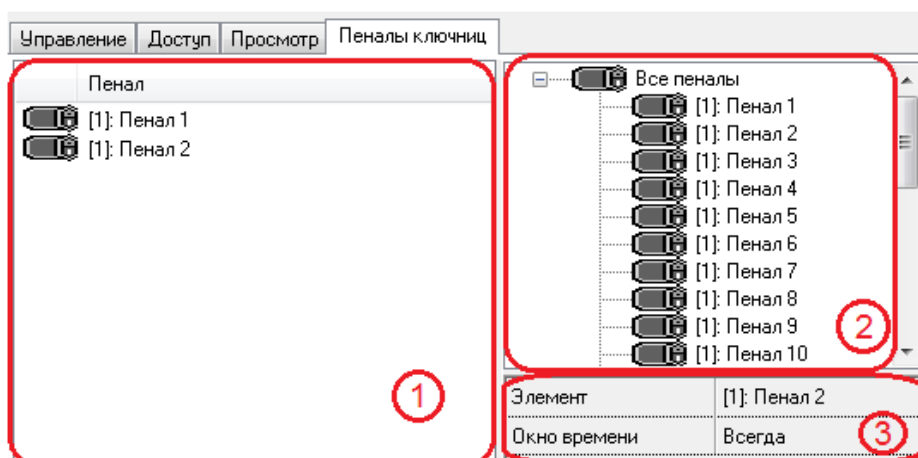 Управление Доступ Просмотр Пеналы ключниц
Пенал
[1]: Пенал 1
[1]: Пенал 2
1
Все пеналы
[1]: Пенал 1
[1]: Пенал 2
[1]: Пенал 3
[1]: Пенал 4
[1]: Пенал 5
[1]: Пенал 6
[1]: Пенал 7
[1]: Пенал 8
[1]: Пенал 9
[1]: Пенал 10
2
Элемент [1]: Пенал 2
Окно времени Всегда
3